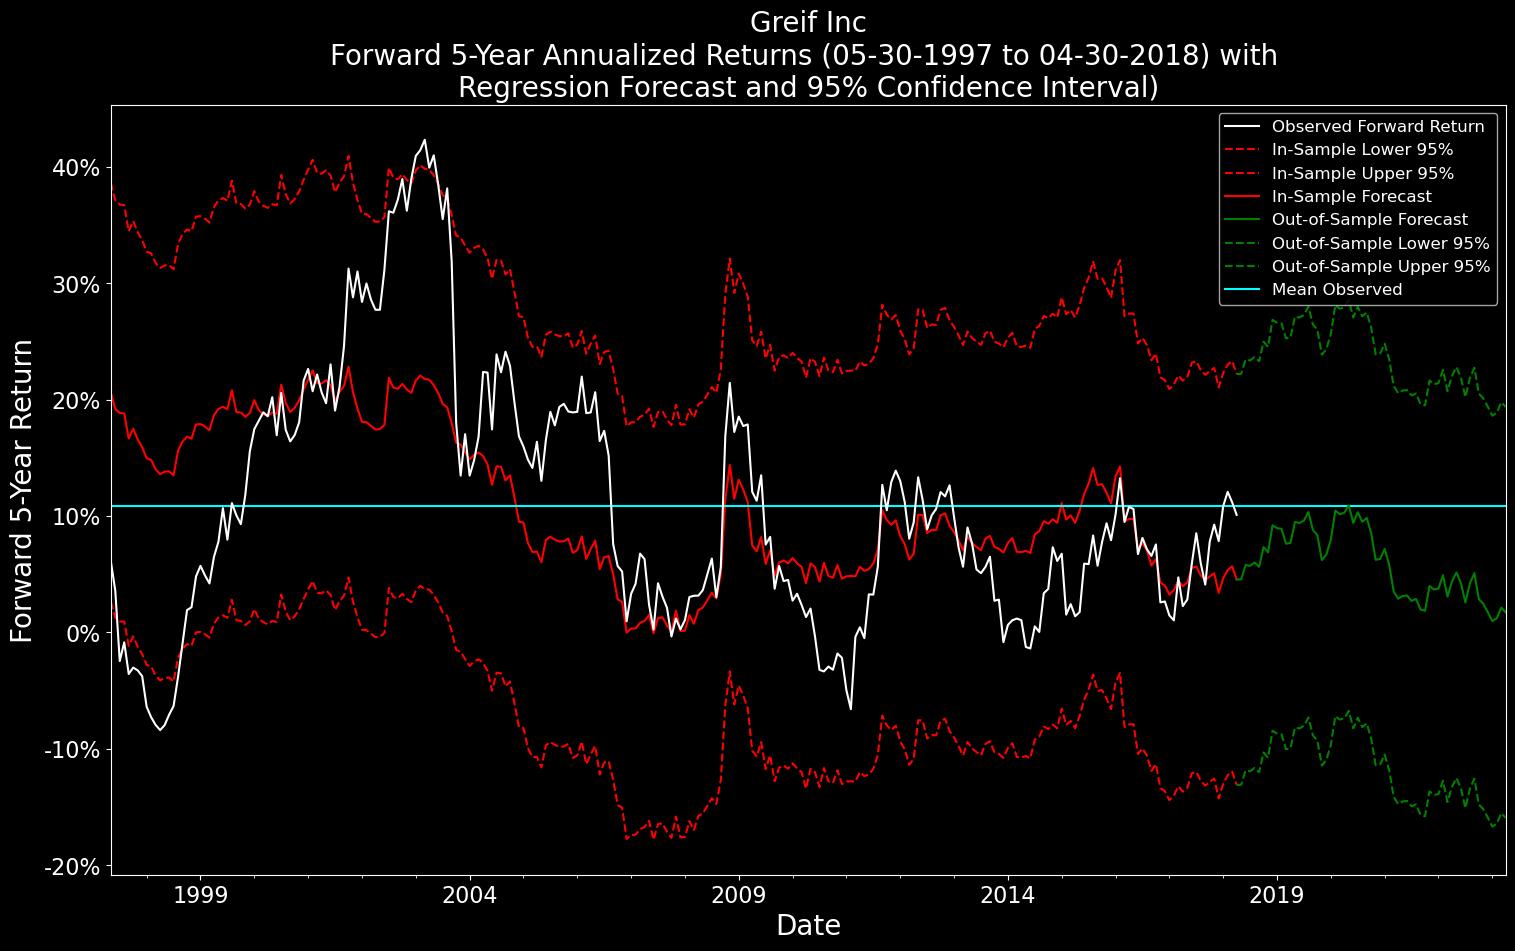 Greif Inc
Forward 5-Year Annualized Returns (05-30-1997 to 04-30-2018) with
Regression Forecast and 95% Confidence Interval)
Observed Forward Return
In-Sample Lower 95%
In-Sample Upper 95%
In-Sample Forecast
Out-of-Sample Forecast
Out-of-Sample Lower 95%
Out-of-Sample Upper 95%
Mean Observed
Forward 5-Year Return
40%
30%
20%
10%
0%
-10%
-20%
1999
2004
2009
2014
2019
Date